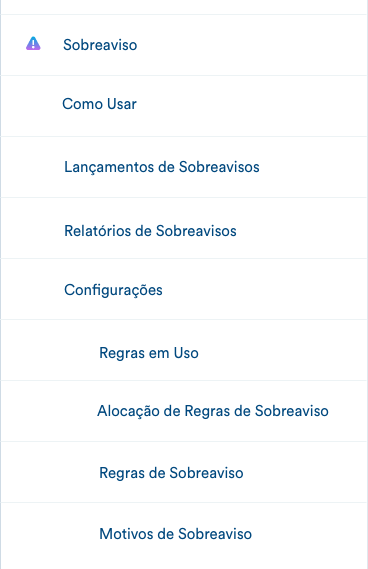 Sobreaviso
Como Usar
Lançamentos de Sobreavisos
Relatórios de Sobreavisos
Configurações
Regras em Uso
Alocação de Regras de Sobreaviso
Regras de Sobreaviso
Motivos de Sobreaviso